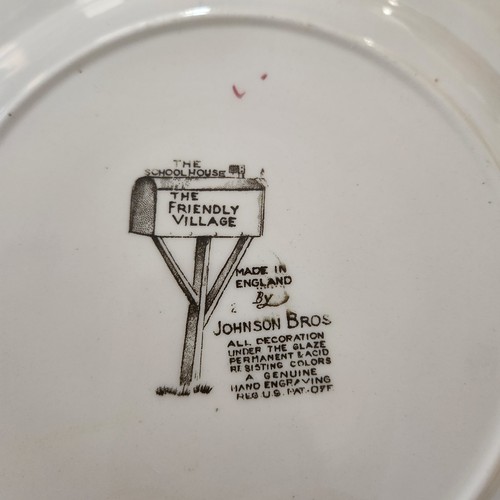 THE
SCHOOLHOUSE
THE
FRIENDLY
VILLAGE
MADE IN
ENGLAND
By
JOHNSON BROS
ALL DECORATION
UNDER THE GLAZE
PERMANENT & ACID
RESISTING COLORS
A GENUINE
HAND ENGRAVING
REG. U.S. PAT. OFF